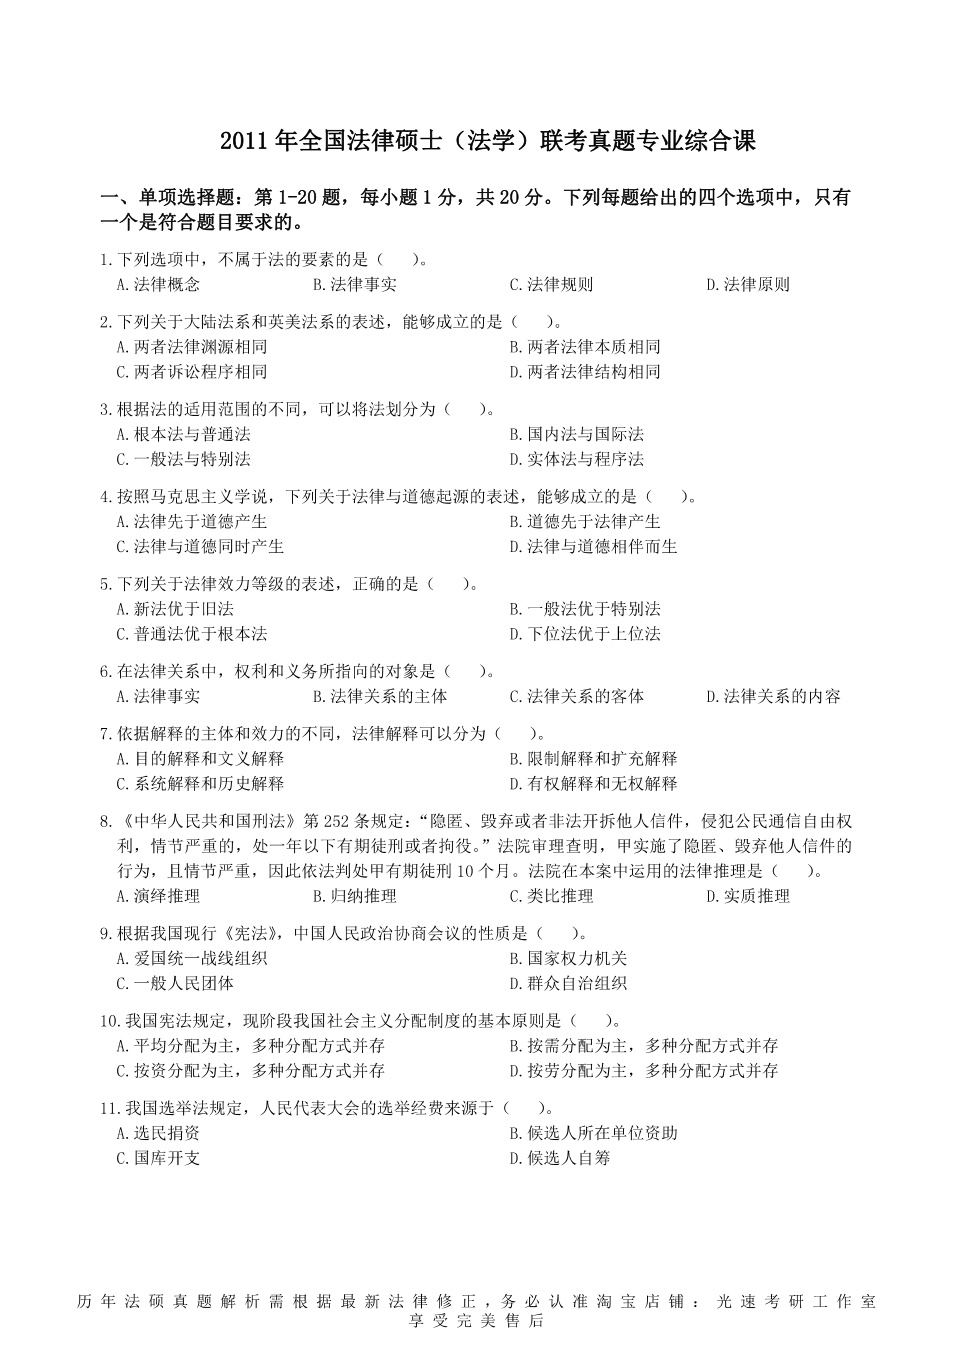 2011 年全国法律硕士（法学）联考真题专业综合课
一、单项选择题：第 1-20 题，每小题 1 分，共 20 分。下列每题给出的四个选项中，只有
一个是符合题目要求的。
1.下列选项中，不属于法的要素的是（ ）。
A.法律概念 B.法律事实 C.法律规则 D.法律原则
2.下列关于大陆法系和英美法系的表述，能够成立的是（ ）。
A.两者法律渊源相同 B.两者法律本质相同
C.两者诉讼程序相同 D.两者法律结构相同
3.根据法的适用范围的不同，可以将法划分为（ ）。
A.根本法与普通法 B.国内法与国际法
C.一般法与特别法 D.实体法与程序法
4.按照马克思主义学说，下列关于法律与道德起源的表述，能够成立的是（ ）。
A.法律先于道德产生 B.道德先于法律产生
C.法律与道德同时产生 D.法律与道德相伴而生
5.下列关于法律效力等级的表述，正确的是（ ）。
A.新法优于旧法 B.一般法优于特别法
C.普通法优于根本法 D.下位法优于上位法
6.在法律关系中，权利和义务所指向的对象是（ ）。
A.法律事实 B.法律关系的主体 C.法律关系的客体 D.法律关系的内容
7.依据解释的主体和效力的不同，法律解释可以分为（ ）。
A.目的解释和文义解释 B.限制解释和扩充解释
C.系统解释和历史解释 D.有权解释和无权解释
8.《中华人民共和国刑法》第 252 条规定：“隐匿、毁弃或者非法开拆他人信件，侵犯公民通信自由权
利，情节严重的，处一年以下有期徒刑或者拘役。”法院审理查明，甲实施了隐匿、毁弃他人信件的
行为，且情节严重，因此依法判处甲有期徒刑 10 个月。法院在本案中运用的法律推理是（ ）。
A.演绎推理 B.归纳推理 C.类比推理 D.实质推理
9.根据我国现行《宪法》，中国人民政治协商会议的性质是（ ）。
A.爱国统一战线组织 B.国家权力机关
C.一般人民团体 D.群众自治组织
10.我国宪法规定，现阶段我国社会主义分配制度的基本原则是（ ）。
A.平均分配为主，多种分配方式并存 B.按需分配为主，多种分配方式并存
C.按资分配为主，多种分配方式并存 D.按劳分配为主，多种分配方式并存
11.我国选举法规定，人民代表大会的选举经费来源于（ ）。
A.选民捐资 B.候选人所在单位资助
C.国库开支 D.候选人自筹
历年法硕真题解析需根据最新法律修正,务必认准淘宝店铺：光速考研工作室
享受完美售后